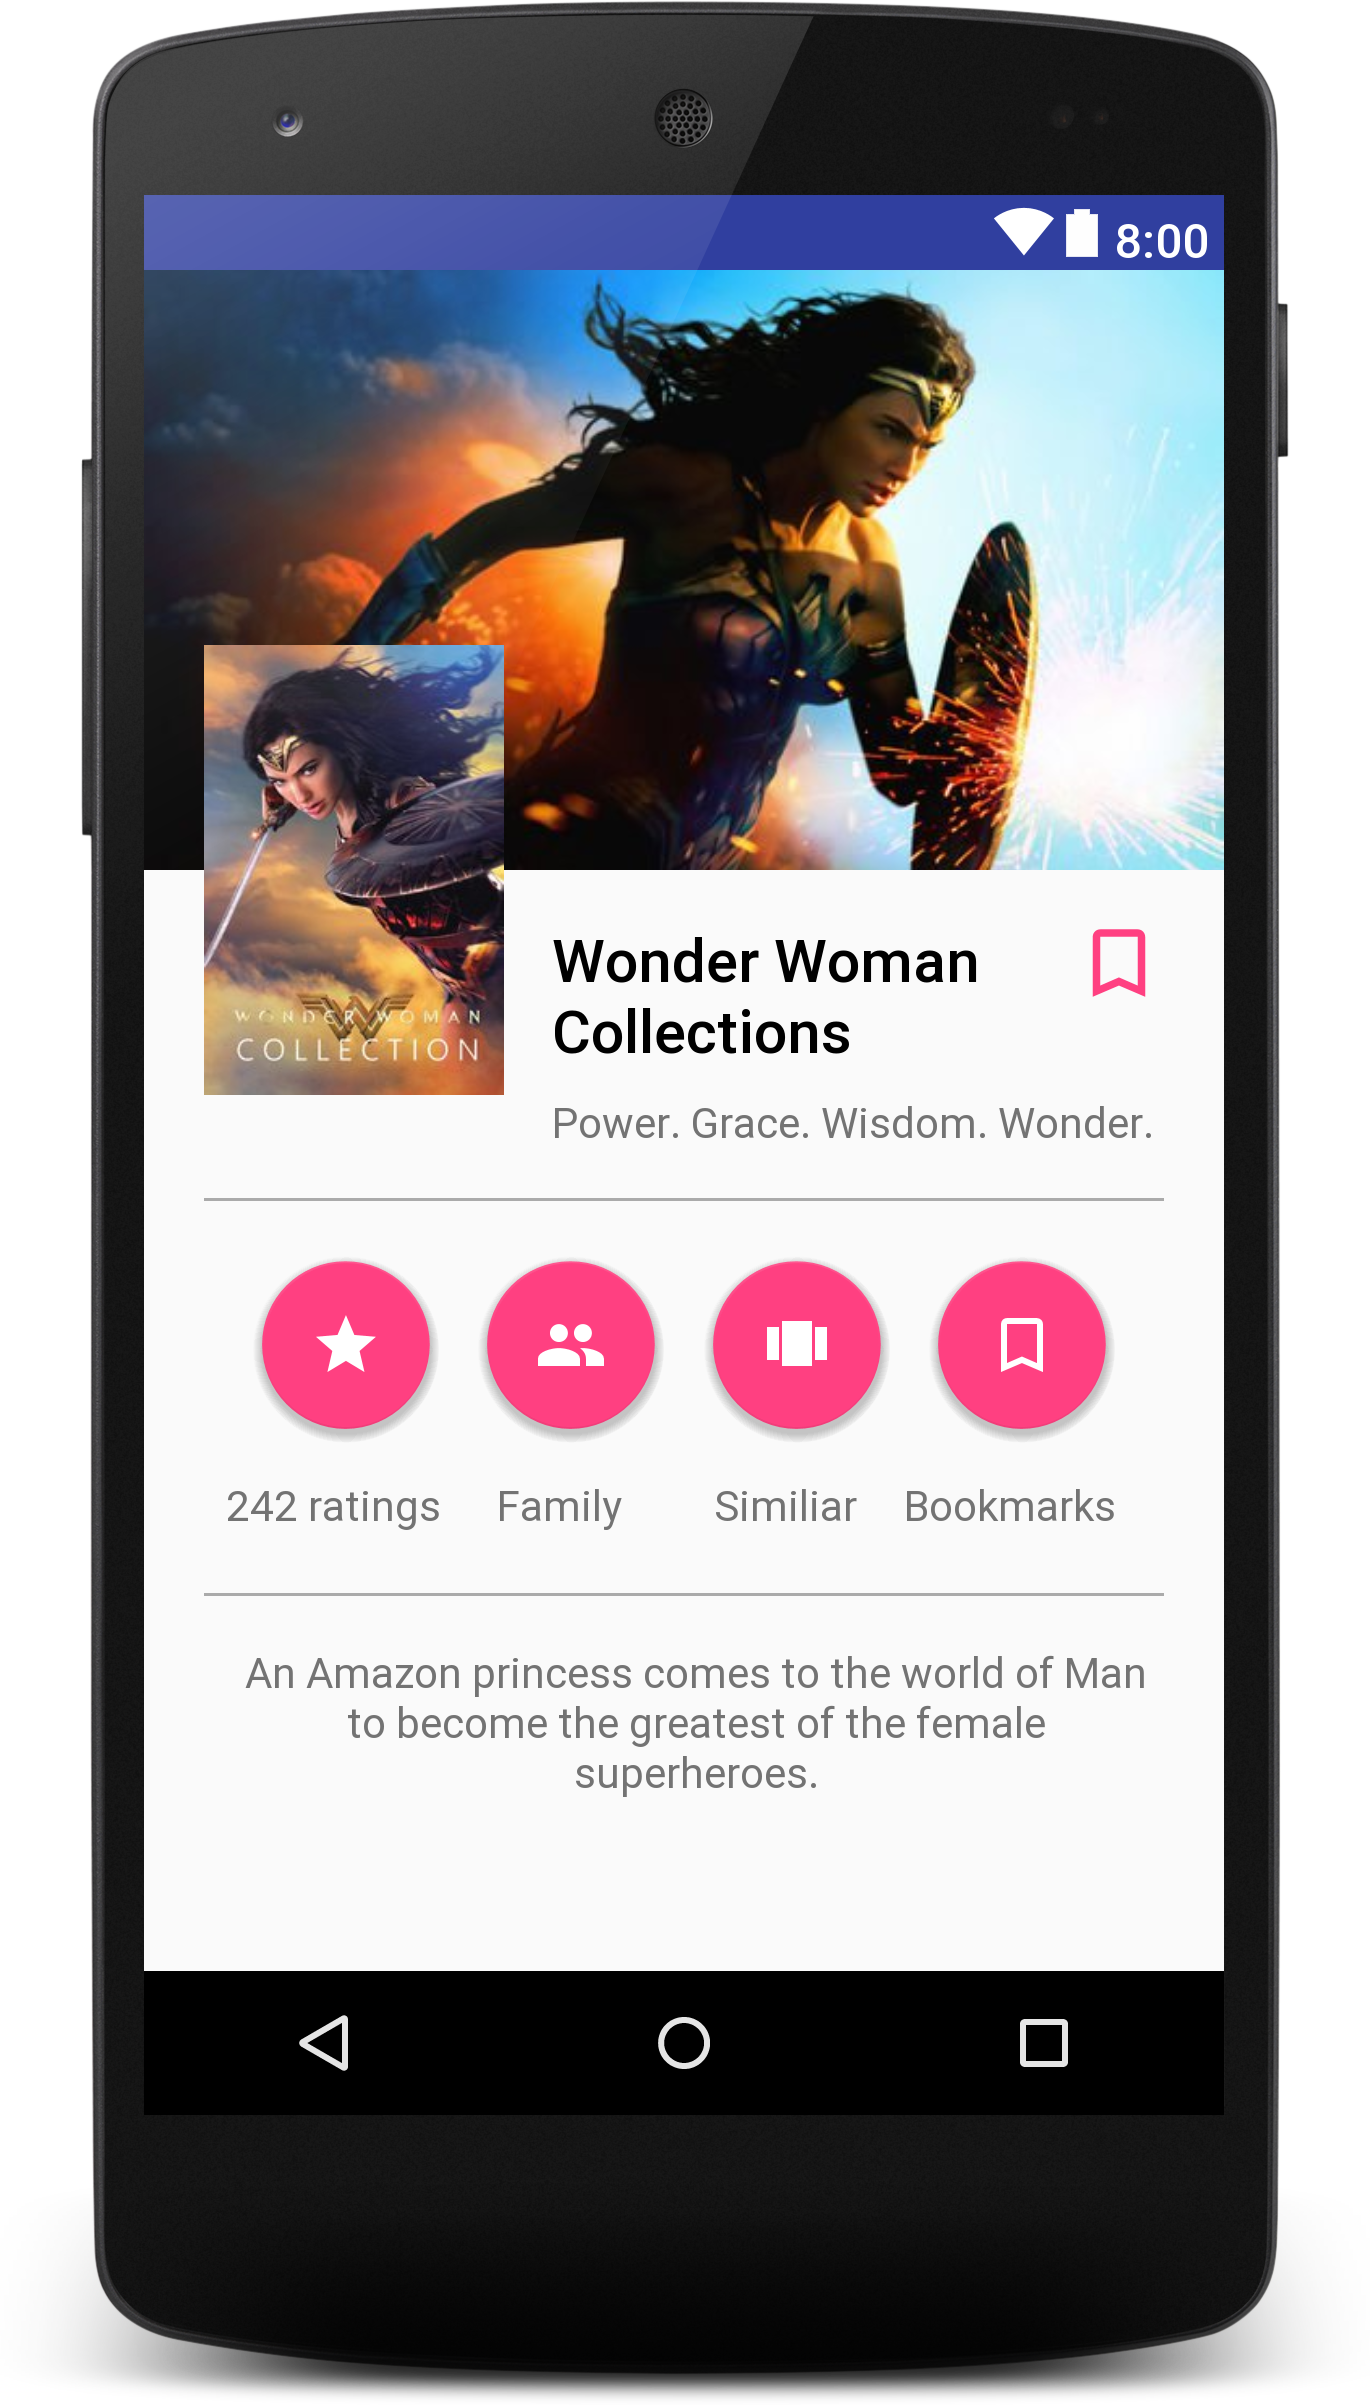 8:00
WONDER WOMAN
COLLECTION
Wonder Woman
Collections
Power. Grace. Wisdom. Wonder.
242 ratings Family Similiar Bookmarks
An Amazon princess comes to the world of Man
to become the greatest of the female
superheroes.